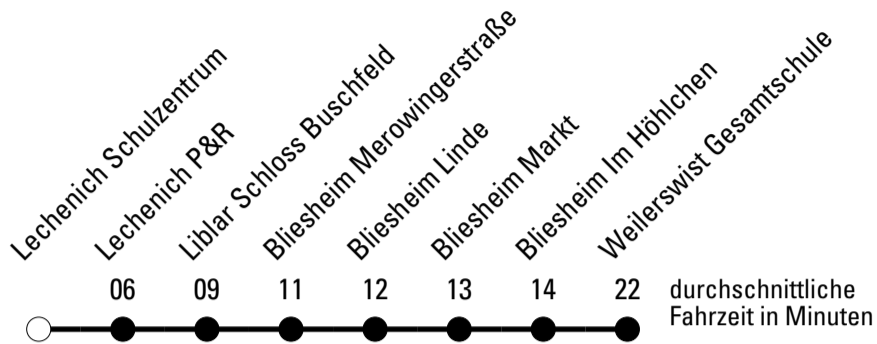 Lechenich Schulzentrum
Lechenich P&R
Liblar Schloss Buschfeld
Bliesheim Merowingerstraße
Bliesheim Linde
Bliesheim Markt
Bliesheim Im Höhlchen
Weilerswist Gesamtschule
06 09 11 12 13 14 22 durchschnittliche
Fahrzeit in Minuten